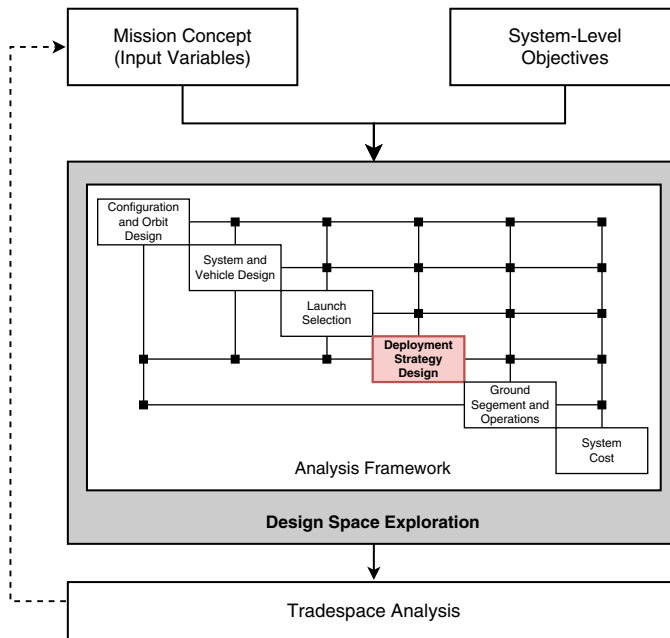 Mission Concept
(Input Variables)
System-Level
Objectives
Configuration
and Orbit
Design
System and
Vehicle Design
Launch
Selection
Deployment
Strategy
Design
Ground
Segement and
Operations
System
Cost
Analysis Framework
Design Space Exploration
Tradespace Analysis